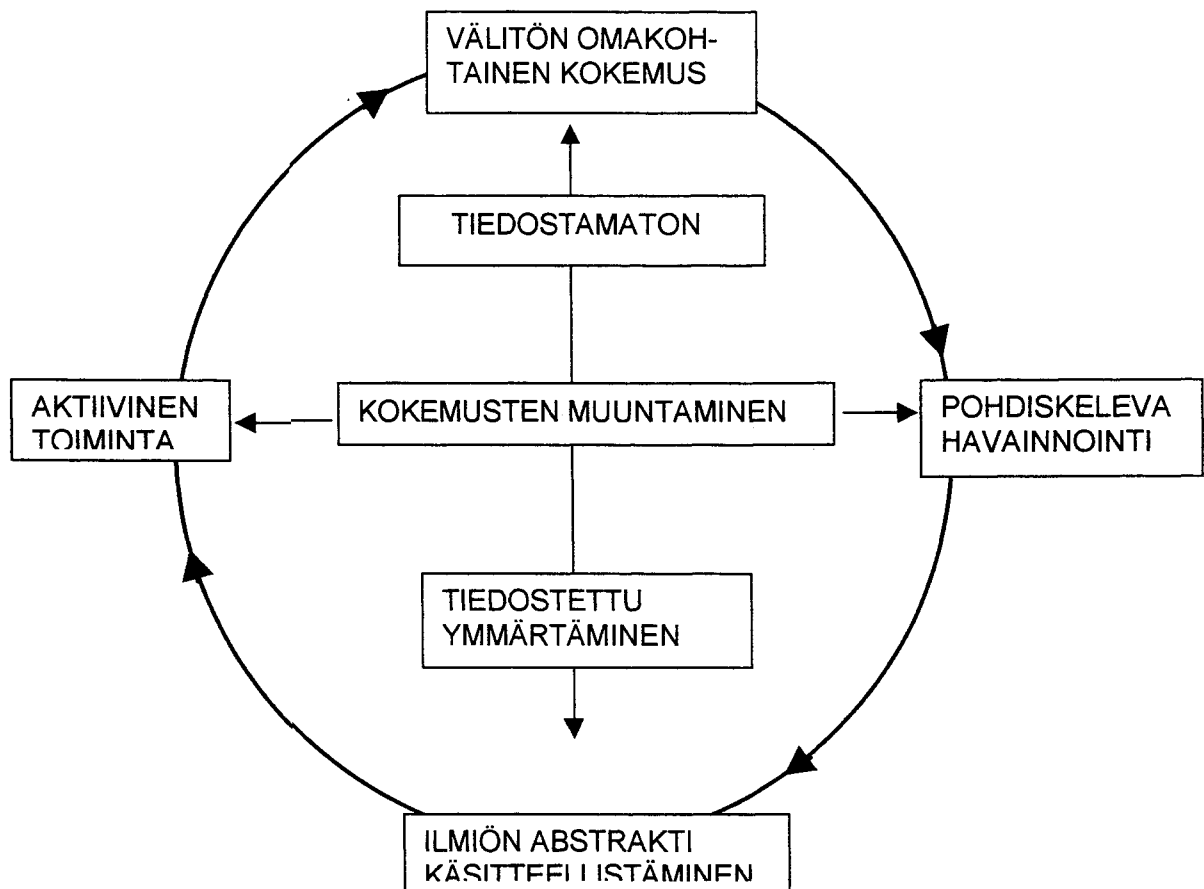 VÄLITÖN OMAKOH-
TAINEN KOKEMUS
TIEDOSTAMATON
AKTIIVINEN
TOIMINTA
KOKEMUSTEN MUUNTAMINEN
POHDISKELEVA
HAVAINNOINTI
TIEDOSTETTU
YMMÄRTÄMINEN
ILMIÖN ABSTRAKTI
KÄSITTEELLISTÄMINEN